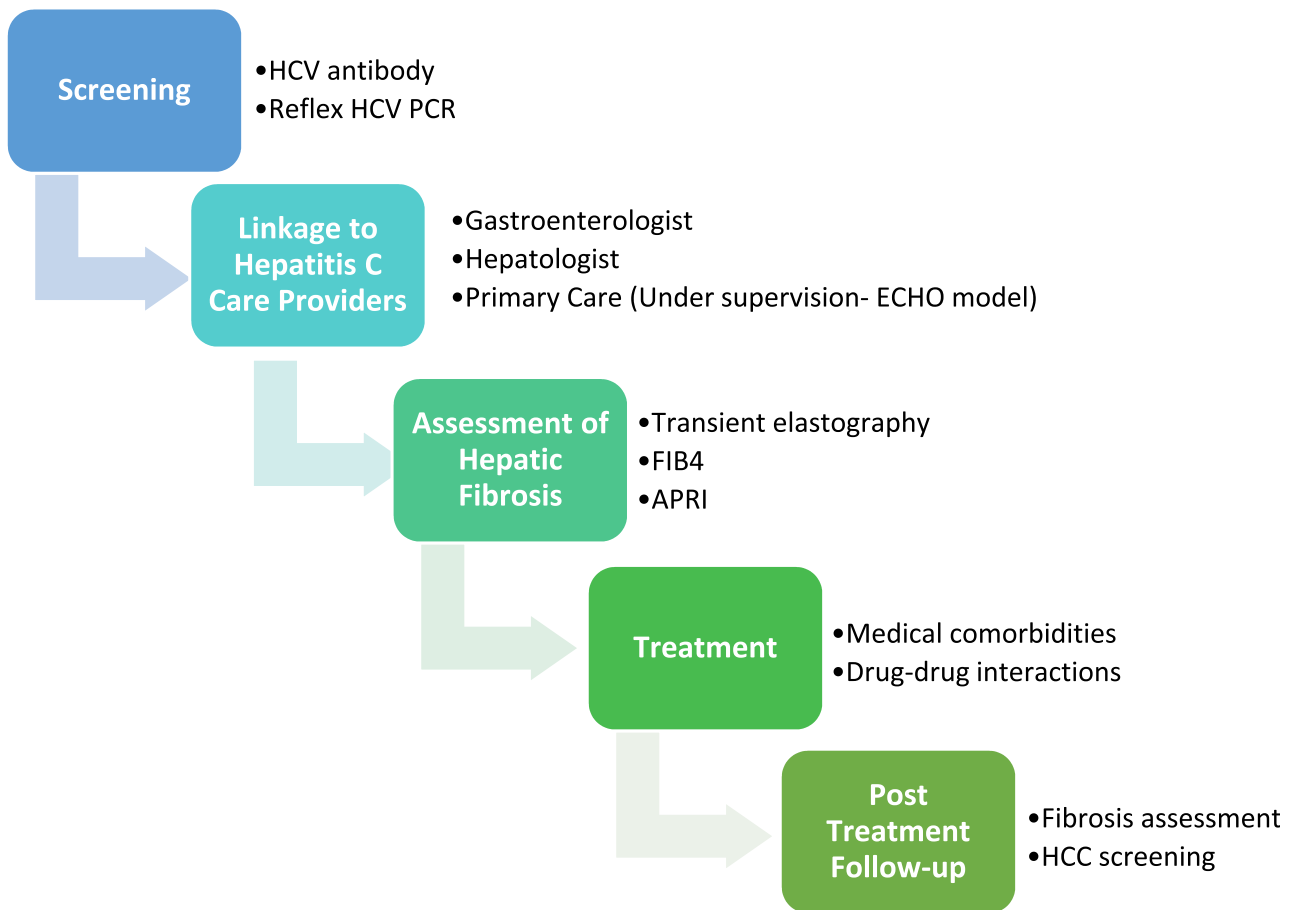 Screening
•HCV antibody
•Reflex HCV PCR
Linkage to
Hepatitis C
Care Providers
•Gastroenterologist
•Hepatologist
•Primary Care (Under supervision- ECHO model)
Assessment of
Hepatic
Fibrosis
•Transient elastography
•FIB4
•APRI
Treatment
•Medical comorbidities
•Drug-drug interactions
Post
Treatment
Follow-up
•Fibrosis assessment
•HCC screening